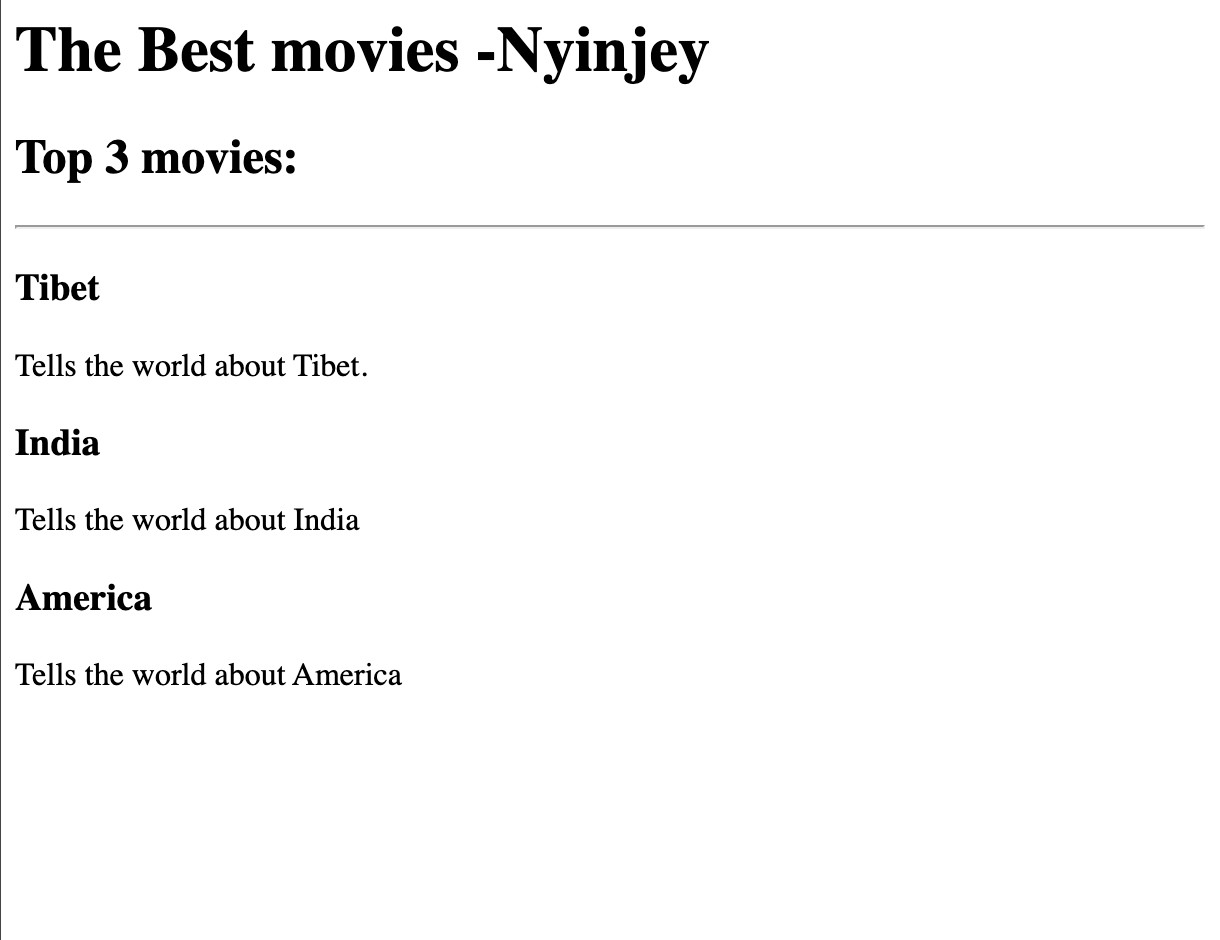 The Best movies -Nyinjey
Top 3 movies:
Tibet
Tells the world about Tibet.
India
Tells the world about India
America
Tells the world about America